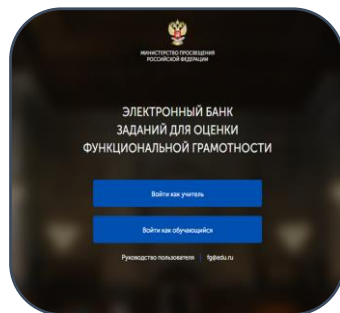 МИНИСТЕРСТВО ПРОСВЕЩЕНИЯ
РОССИЙСКОЙ ФЕДЕРАЦИИ
ЭЛЕКТРОННЫЙ БАНК
ЗАДАНИЙ ДЛЯ ОЦЕНКИ
ФУНКЦИОНАЛЬНОЙ ГРАМОТНОСТИ
Войти как учитель
Войти как обучающийся
Руководство пользователя | fg@edu.ru